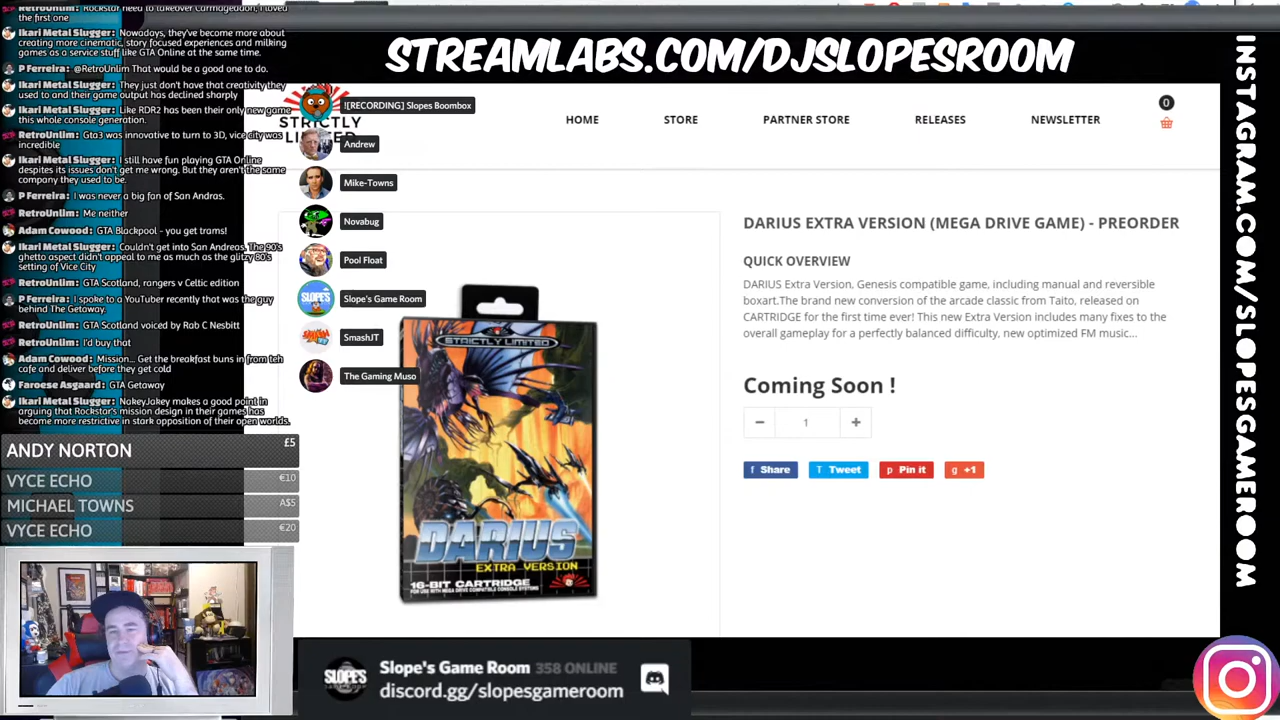 RetroUnlim: Rockstar need to takeover Carmageddon, I loved
the first one
Ikari Metal Slugger: Nowadays, they've become more about
creating more cinematic, story focused experiences and milking
games as a service stuff like GTA Online at the same time.
P Ferreira: @RetroUnlim That would be a good one to do.
Ikari Metal Slugger: They just don't have that creativity they
used to and their game output has declined sharply
Ikari Metal Slugger: Like RDR2 has been their only new game
this whole console generation.
RetroUnlim: Gta3 was innovative to turn to 3D, vice city was
incredible
Ikari Metal Slugger: I still have fun playing GTA Online
despite its issues don't get me wrong. But they aren't the same
company they used be.
P Ferreira: I was never a big fan of San Andras.
RetroUnlim: Me neither
Adam Cowood: GTA Blackpool - you get trams!
Ikari Metal Slugger: Couldn't get into San Andreas. The 90's
ghetto aspect didn't appeal to me as much as the glitzy 80's
setting of Vice City
RetroUnlim: GTA Scotland, rangers v Celtic edition
P Ferreira: I spoke to a YouTuber recently that was the guy
behind The Getaway.
RetroUnlim: GTA Scotland voiced by Rab C Nesbitt
RetroUnlim: I'd buy that
Adam Cowood: Mission... Get the breakfast buns in from teh
cafe and deliver before they get cold
Faroese Asgaard: GTA Getaway
Ikari Metal Slugger: NakeyJakey makes a good point in
arguing that Rockstar's mission design in their games has
become more restrictive in stark opposition of their open worlds.
ANDY NORTON £5
VYCE ECHO €10
MICHAEL TOWNS A$5
VYCE ECHO €20
STREAMLABS.COM/DJSLOPESROOM
STRICTLY
![RECORDING] Slopes Boombox
Andrew
Mike-Towns
Novabug
Pool Float
Slope's Game Room
SmashJT
The Gaming Muso
HOME STORE PARTNER STORE RELEASES NEWSLETTER
0
DARIUS EXTRA VERSION (MEGA DRIVE GAME) - PREORDER
QUICK OVERVIEW
DARIUS Extra Version, Genesis compatible game, including manual and reversible
boxart.The brand new conversion of the arcade classic from Taito, released on
CARTRIDGE for the first time ever! This new Extra Version includes many fixes to the
overall gameplay for a perfectly balanced difficulty, new optimized FM music...
Coming Soon !
− 1 +
f Share
T Tweet
p Pin it
g +1
STRICTLY LIMITED
DARIUS
EXTRA VERSION
16-BIT CARTRIDGE
FOR USE WITH MEGA DRIVE COMPATIBLE CONSOLE SYSTEMS
SLOPES
Slope's Game Room 358 ONLINE
discord.gg/slopesgameroom
INSTAGRAM.COM/SLOPESGAMEROOM